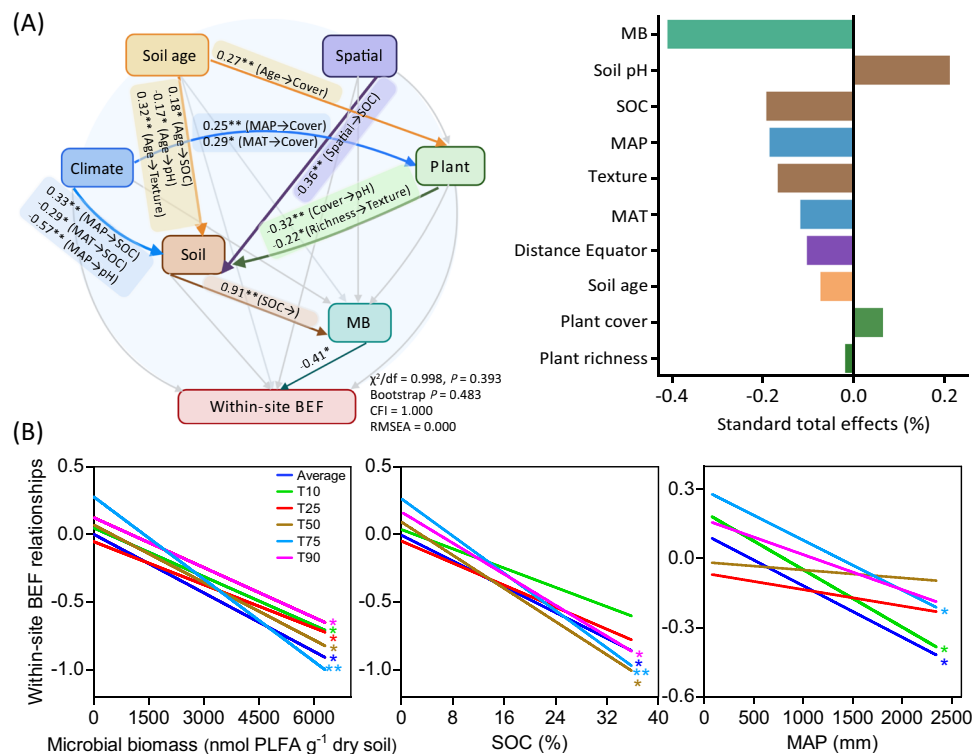 (A)
Soil age
Spatial
Climate
Plant
Soil
MB
Within-site BEF
0.27** (Age→Cover)
0.18* (Age→SOC)
-0.17* (Age→pH)
0.32** (Age→Texture)
0.25** (MAP→Cover)
0.29* (MAT→Cover)
-0.36** (Spatial→SOC)
0.33** (MAP→SOC)
-0.29* (MAT→SOC)
-0.57** (MAP→pH)
-0.32** (Cover→pH)
-0.22*(Richness→Texture)
0.91**(SOC→)
-0.41*
χ²/df = 0.998, P = 0.393
Bootstrap P = 0.483
CFI = 1.000
RMSEA = 0.000
MB
Soil pH
SOC
MAP
Texture
MAT
Distance Equator
Soil age
Plant cover
Plant richness
-0.4 -0.2 0.0 0.2
Standard total effects (%)
(B)
Within-site BEF relationships
0.5
0.0
-0.5
-1.0
Average
T10
T25
T50
T75
T90
*
*
*
*
*
**
0 1500 3000 4500 6000
Microbial biomass (nmol PLFA g⁻¹ dry soil)
0.5
0.0
-0.5
-1.0
*
*
**
*
0 8 16 24 32 40
SOC (%)
0.3
0.0
-0.3
-0.6
*
*
*
0 600 1200 1800 2400
MAP (mm)